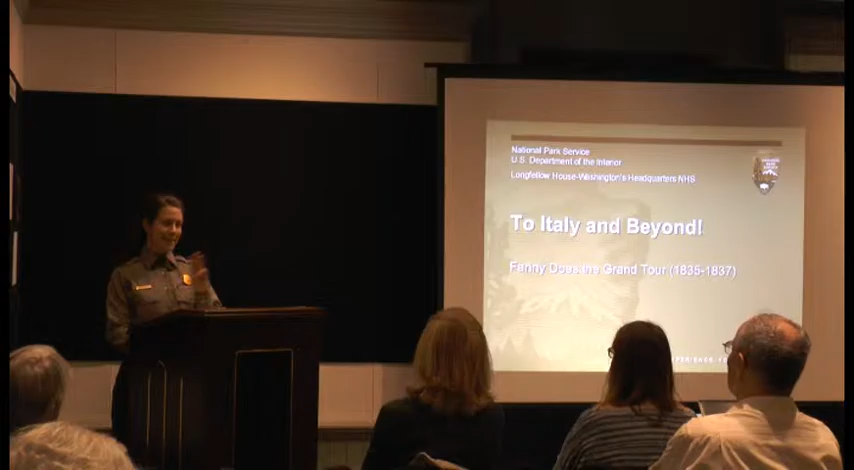 National Park Service
U.S. Department of the Interior
Longfellow House-Washington's Headquarters NHS
To Italy and Beyond!
Fanny Does the Grand Tour (1835-1837)